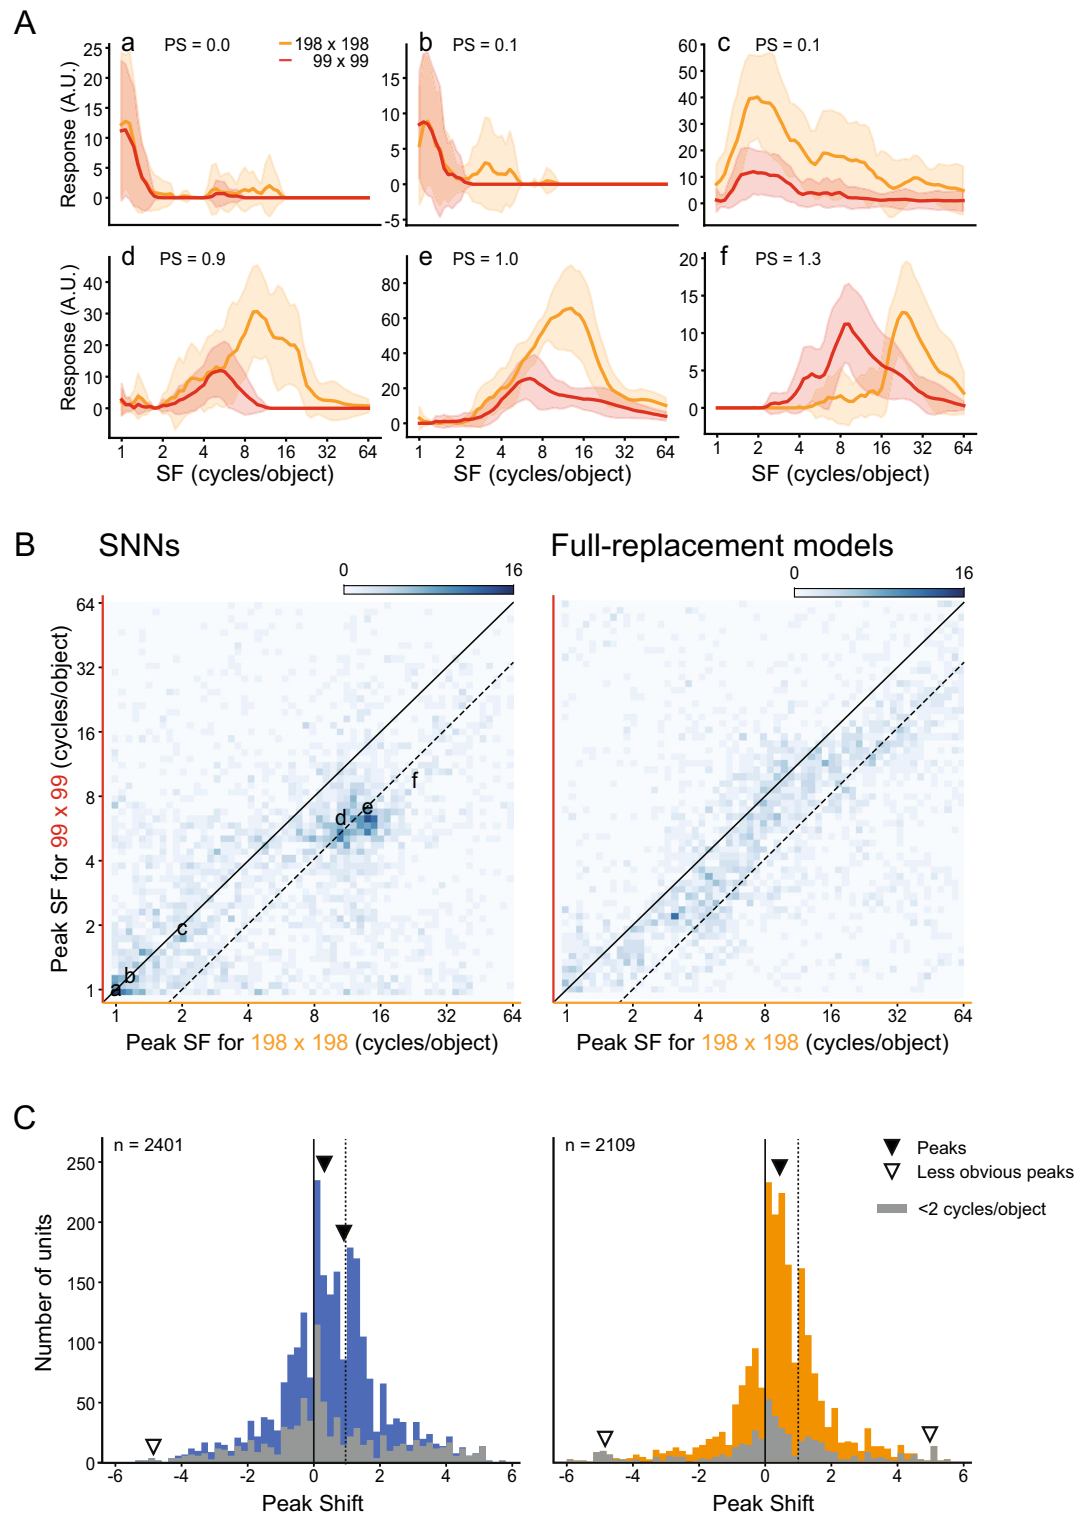 A
a PS = 0.0 198 x 198 99 x 99
b PS = 0.1
c PS = 0.1
Response (A.U.)
25
20
15
10
5
0
15
10
5
0
-5
60
50
40
30
20
10
0
d PS = 0.9
e PS = 1.0
f PS = 1.3
Response (A.U.)
40
30
20
10
0
80
60
40
20
0
20
15
10
5
0
1 2 4 8 16 32 64
1 2 4 8 16 32 64
1 2 4 8 16 32 64
SF (cycles/object)
SF (cycles/object)
SF (cycles/object)
B SNNs
Full-replacement models
0 16
0 16
Peak SF for 99 x 99 (cycles/object)
64
32
16
8
4
2
1
f
e
d
c
b
a
1 2 4 8 16 32 64
1 2 4 8 16 32 64
Peak SF for 198 x 198 (cycles/object)
Peak SF for 198 x 198 (cycles/object)
C
n = 2401
n = 2109
Peaks
Less obvious peaks
<2 cycles/object
Number of units
250
200
150
100
50
0
-6 -4 -2 0 2 4 6
-6 -4 -2 0 2 4 6
Peak Shift
Peak Shift